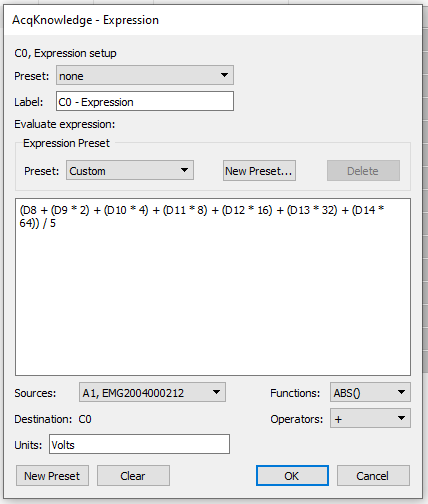 AcqKnowledge - Expression
C0, Expression setup
Preset: none
Label: C0 - Expression
Evaluate expression:
Expression Preset
Preset: Custom New Preset... Delete
(D8 + (D9 * 2) + (D10 * 4) + (D11 * 8) + (D12 * 16) + (D13 * 32) + (D14 *
64)) / 5
Sources: A1, EMG2004000212 Functions: ABS()
Destination: C0 Operators: +
Units: Volts
New Preset Clear OK Cancel